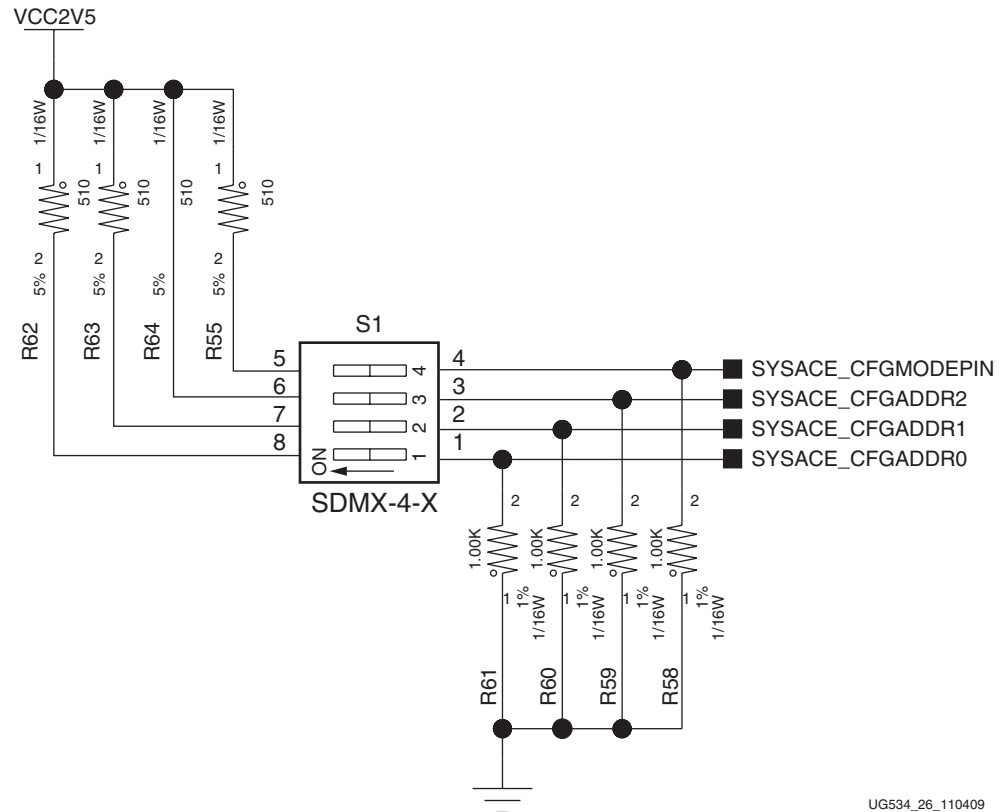 VCC2V5
1/16W
1/16W
1/16W
1/16W
1
1
1
510
510
510
510
2
2
2
5%
5%
5%
5%
R62
R63
R64
R55
S1
5
6
7
8
4
3
2
1
4
3
2
1
ON
SDMX-4-X
SYSACE_CFGMODEPIN
SYSACE_CFGADDR2
SYSACE_CFGADDR1
SYSACE_CFGADDR0
2
2
2
2
1.00K
1.00K
1.00K
1.00K
1
1
1
1
1%
1%
1%
1%
1/16W
1/16W
1/16W
1/16W
R61
R60
R59
R58
UG534_26_110409